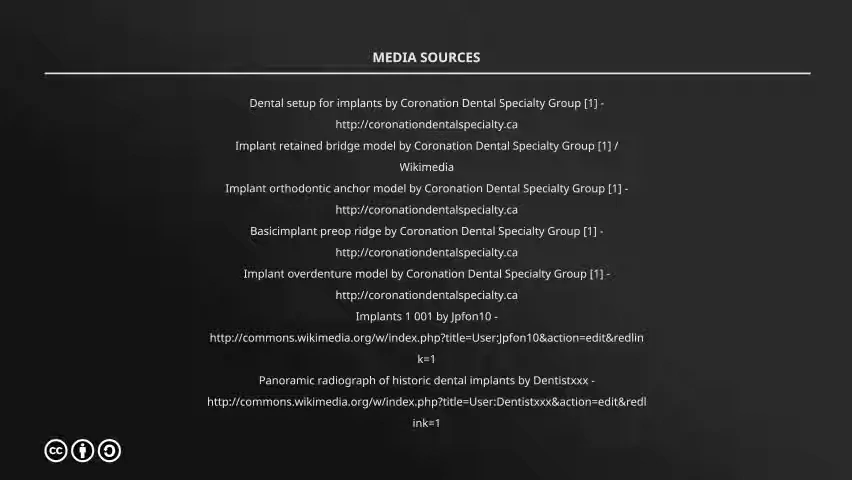 MEDIA SOURCES
Dental setup for implants by Coronation Dental Specialty Group [1] -
http://coronationdentalspecialty.ca
Implant retained bridge model by Coronation Dental Specialty Group [1] /
Wikimedia
Implant orthodontic anchor model by Coronation Dental Specialty Group [1] -
http://coronationdentalspecialty.ca
Basicimplant preop ridge by Coronation Dental Specialty Group [1] -
http://coronationdentalspecialty.ca
Implant overdenture model by Coronation Dental Specialty Group [1] -
http://coronationdentalspecialty.ca
Implants 1 001 by Jpfon10 -
http://commons.wikimedia.org/w/index.php?title=User:Jpfon10&action=edit&redlin
k=1
Panoramic radiograph of historic dental implants by Dentistxxx -
http://commons.wikimedia.org/w/index.php?title=User:Dentistxxx&action=edit&redl
ink=1
cc